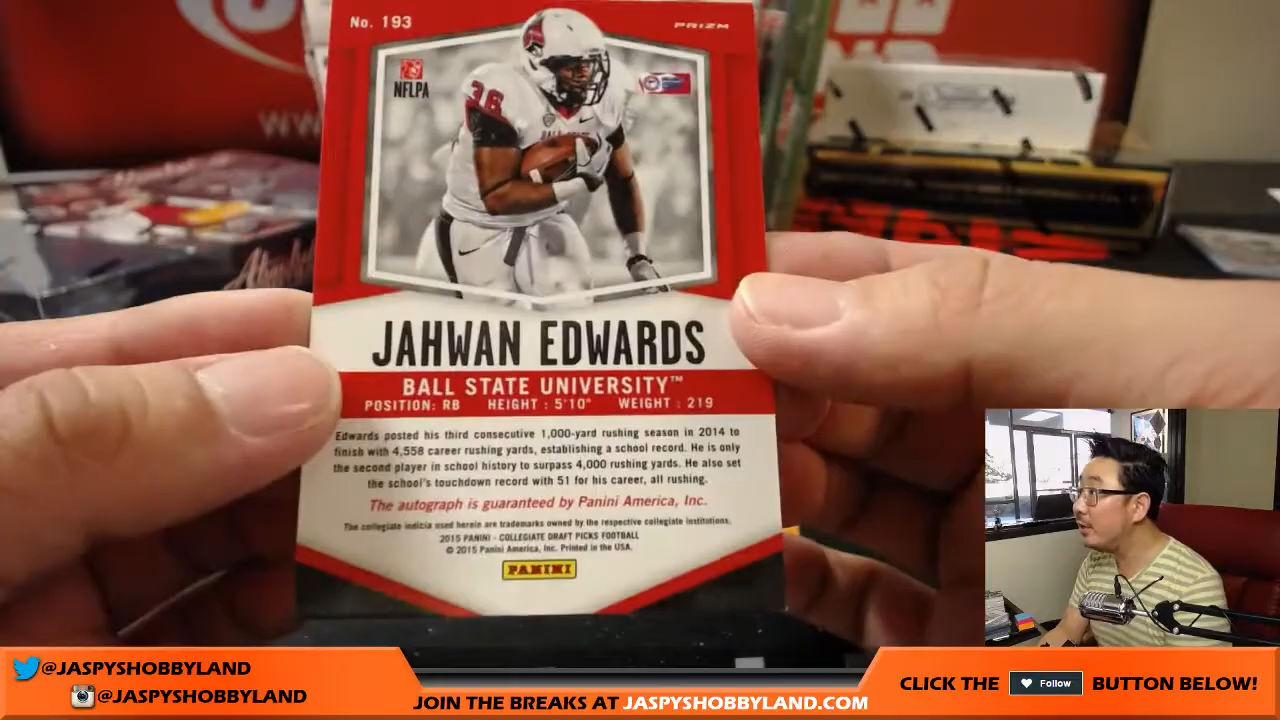 No. 193
PRIZM
NFLPA
36
BALL STATE
JAHWAN EDWARDS
BALL STATE UNIVERSITY™
POSITION: RB HEIGHT : 5'10" WEIGHT : 219
Edwards posted his third consecutive 1,000-yard rushing season in 2014 to
finish with 4,558 career rushing yards, establishing a school record. He is only
the second player in school history to surpass 4,000 rushing yards. He also set
the school's touchdown record with 51 for his career, all rushing.
The autograph is guaranteed by Panini America, Inc.
The collegiate indicia used herein are trademarks owned by the respective collegiate institutions.
2015 PANINI - COLLEGIATE DRAFT PICKS FOOTBALL
© 2015 Panini America, Inc. Printed in the USA.
PANINI
WW
@JASPYSHOBBYLAND
@JASPYSHOBBYLAND
JOIN THE BREAKS AT JASPYSHOBBYLAND.COM
CLICK THE Follow BUTTON BELOW!